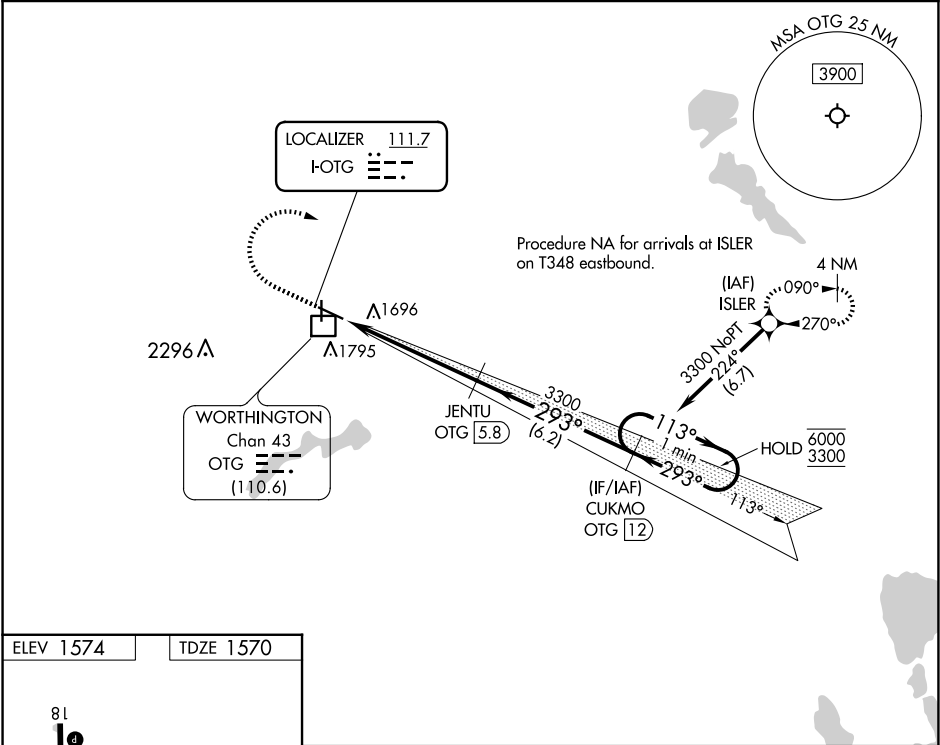 MSA OTG 25 NM
3900
LOCALIZER 111.7
I-OTG
Procedure NA for arrivals at ISLER
on T348 eastbound.
4 NM
(IAF)
ISLER
090°
270°
3300 NoPT
224°
(6.7)
1696
1795
2296
WORTHINGTON
Chan 43
OTG
(110.6)
JENTU
OTG 5.8
3300
293°
(6.2)
113°
1 min
293°
HOLD 6000
3300
113°
(IF/IAF)
CUKMO
OTG 12
ELEV 1574
TDZE 1570
18
P